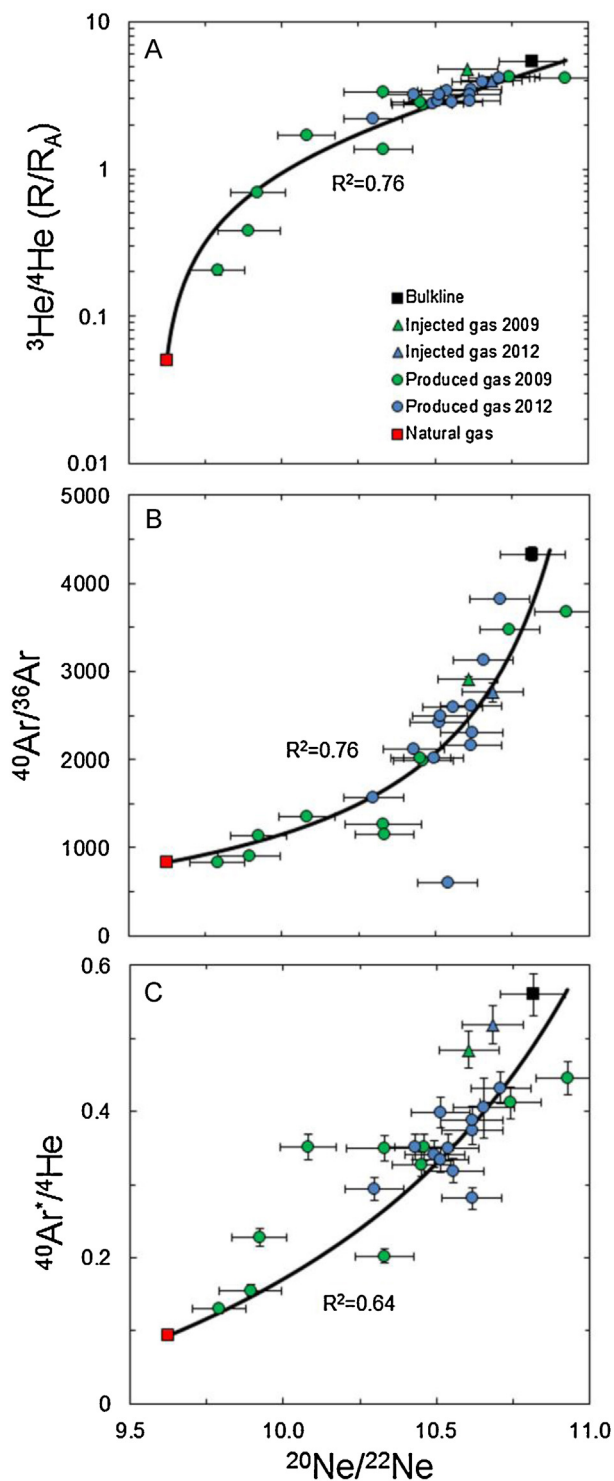 A
10
1
0.1
0.01
³He/⁴He (R/R_A)
R²=0.76
Bulkline
Injected gas 2009
Injected gas 2012
Produced gas 2009
Produced gas 2012
Natural gas
B
5000
4000
3000
2000
1000
0
⁴⁰Ar/³⁶Ar
R²=0.76
C
0.6
0.4
0.2
0
⁴⁰Ar*/⁴He
R²=0.64
9.5 10.0 10.5 11.0
²⁰Ne/²²Ne